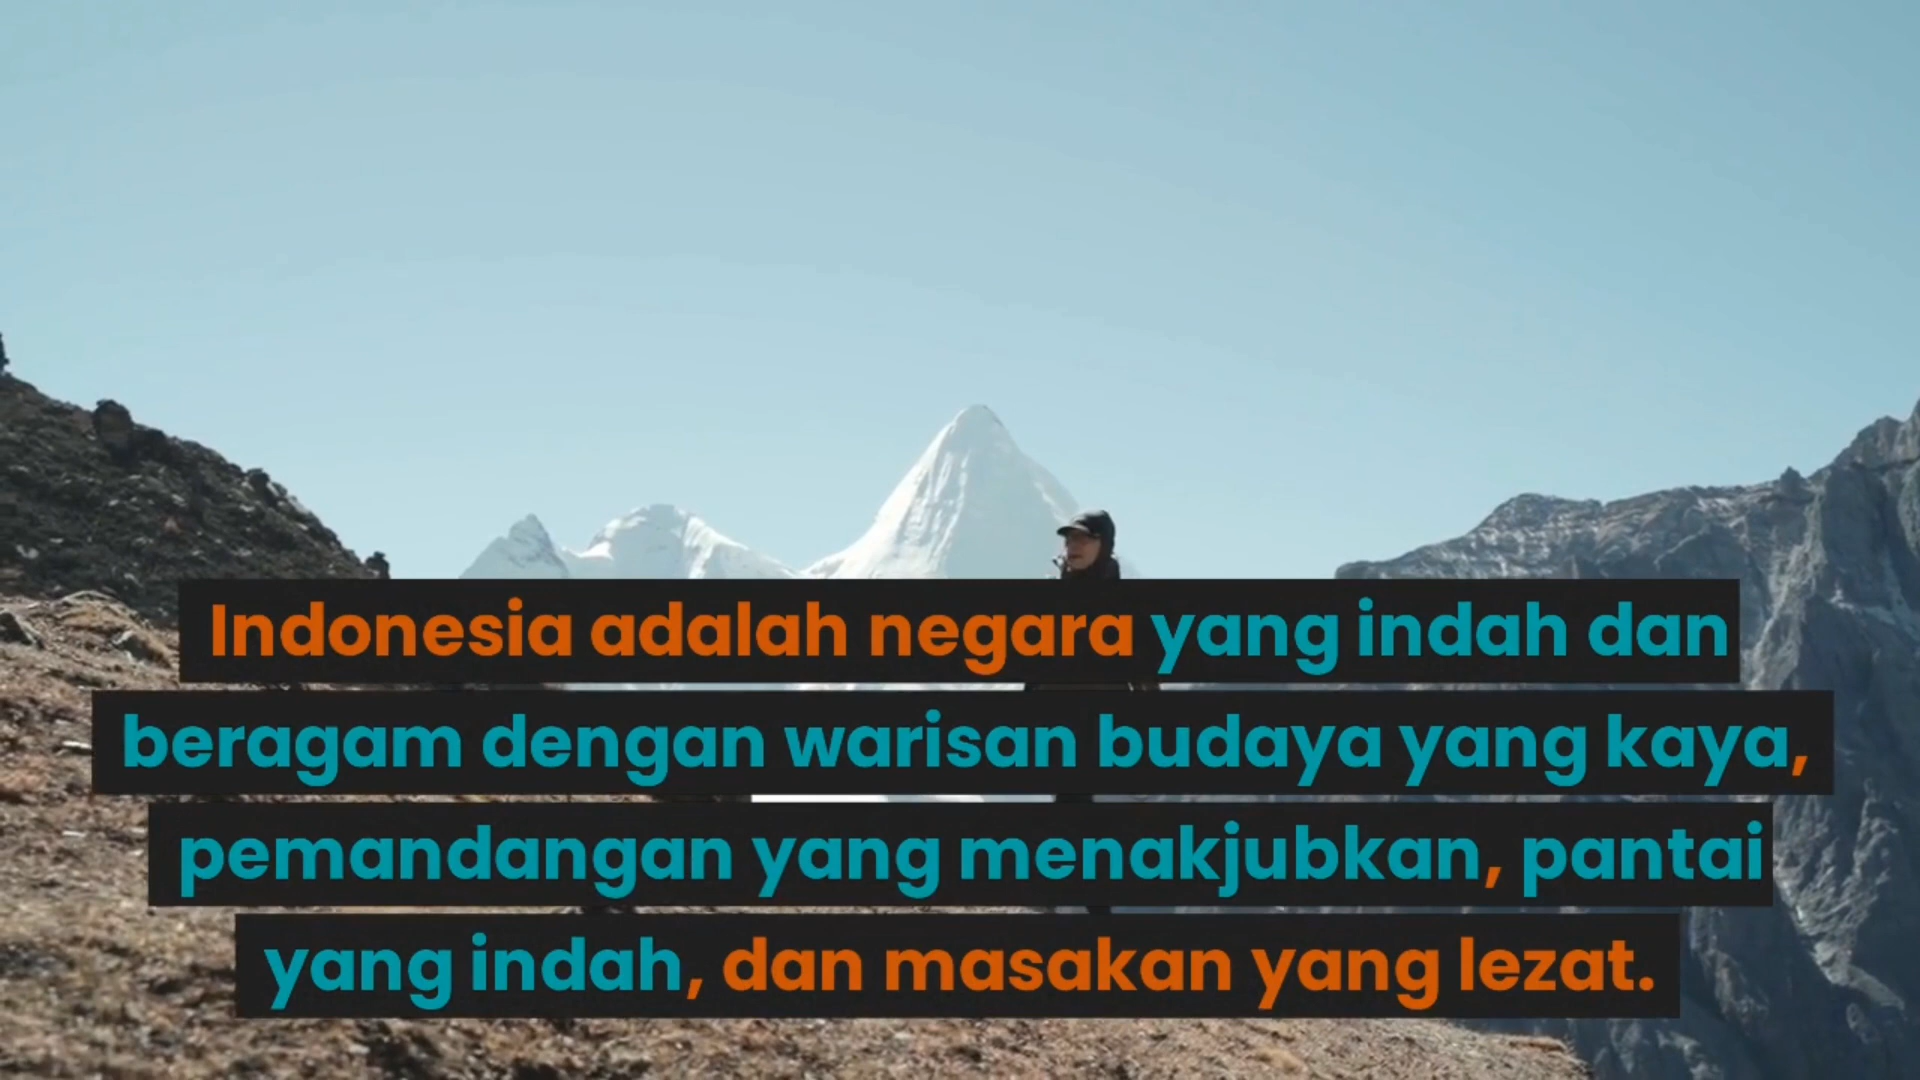 Indonesia adalah negara yang indah dan
beragam dengan warisan budaya yang kaya,
pemandangan yang menakjubkan, pantai
yang indah, dan masakan yang lezat.